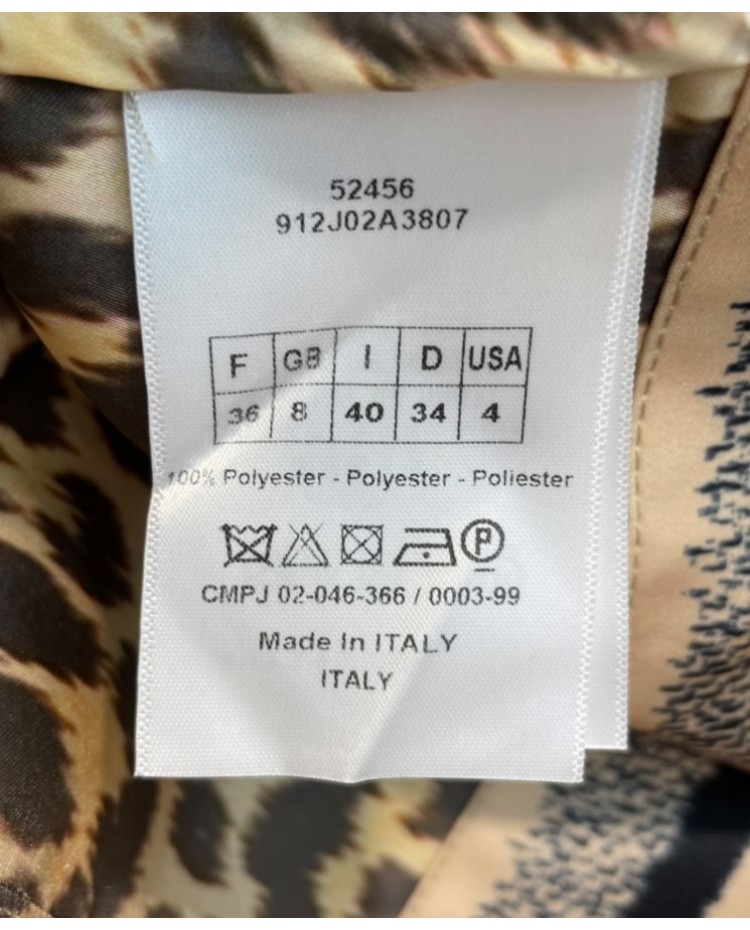 52456
912J02A3807
F GB I D USA
36 8 40 34 4
100% Polyester - Polyester - Poliester
P
CMPJ 02-046-366 / 0003-99
Made In ITALY
ITALY